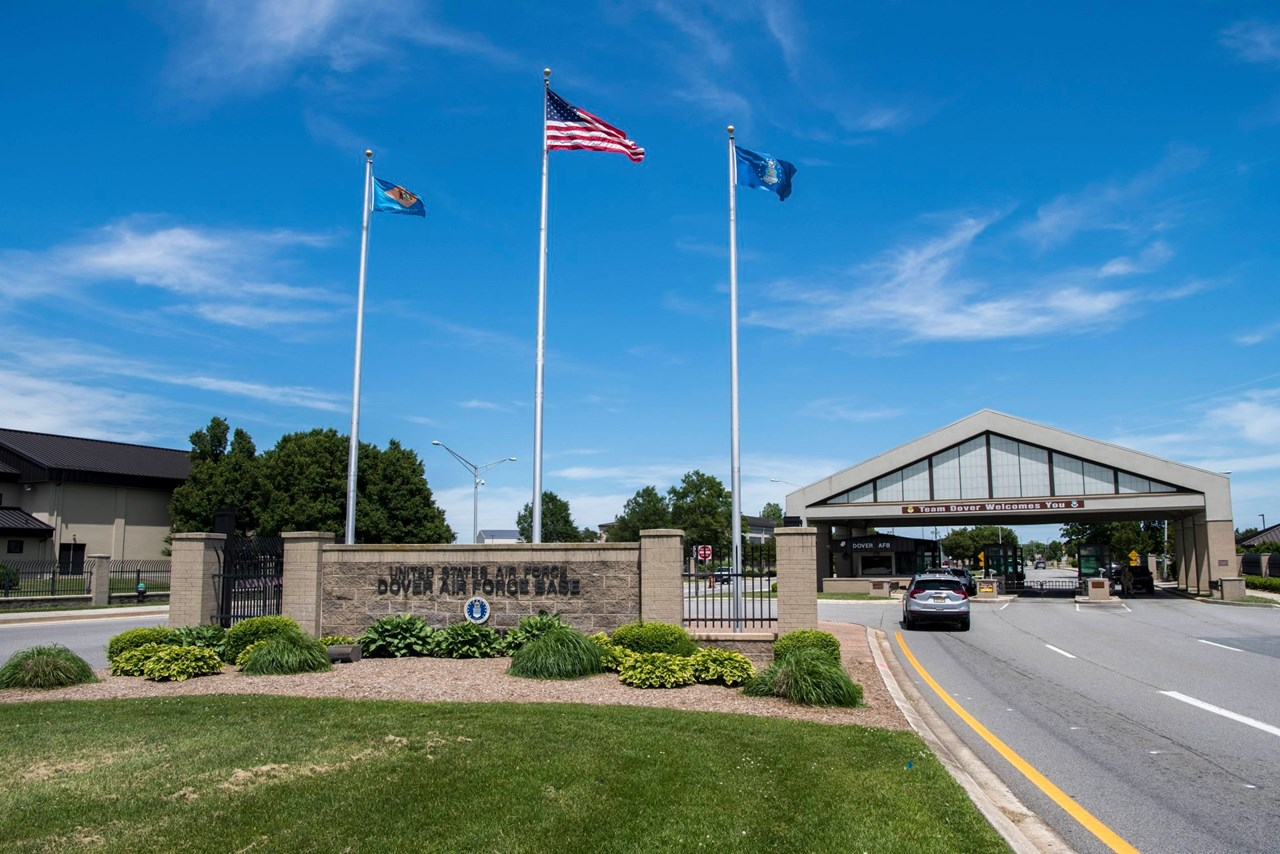 UNITED STATES AIR FORCE
DOVER AIR FORCE BASE
Team Dover Welcomes You
DOVER AFB